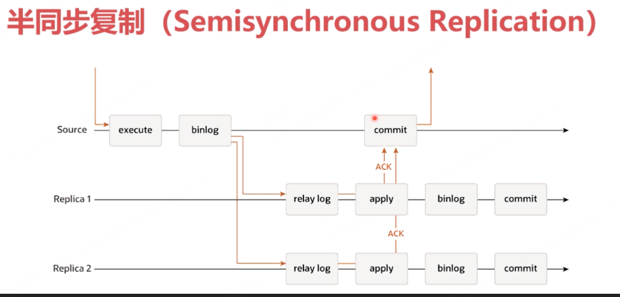 半同步复制（Semisynchronous Replication）
Source
execute
binlog
commit
ACK
Replica 1
relay log
apply
binlog
commit
ACK
Replica 2
relay log
apply
binlog
commit